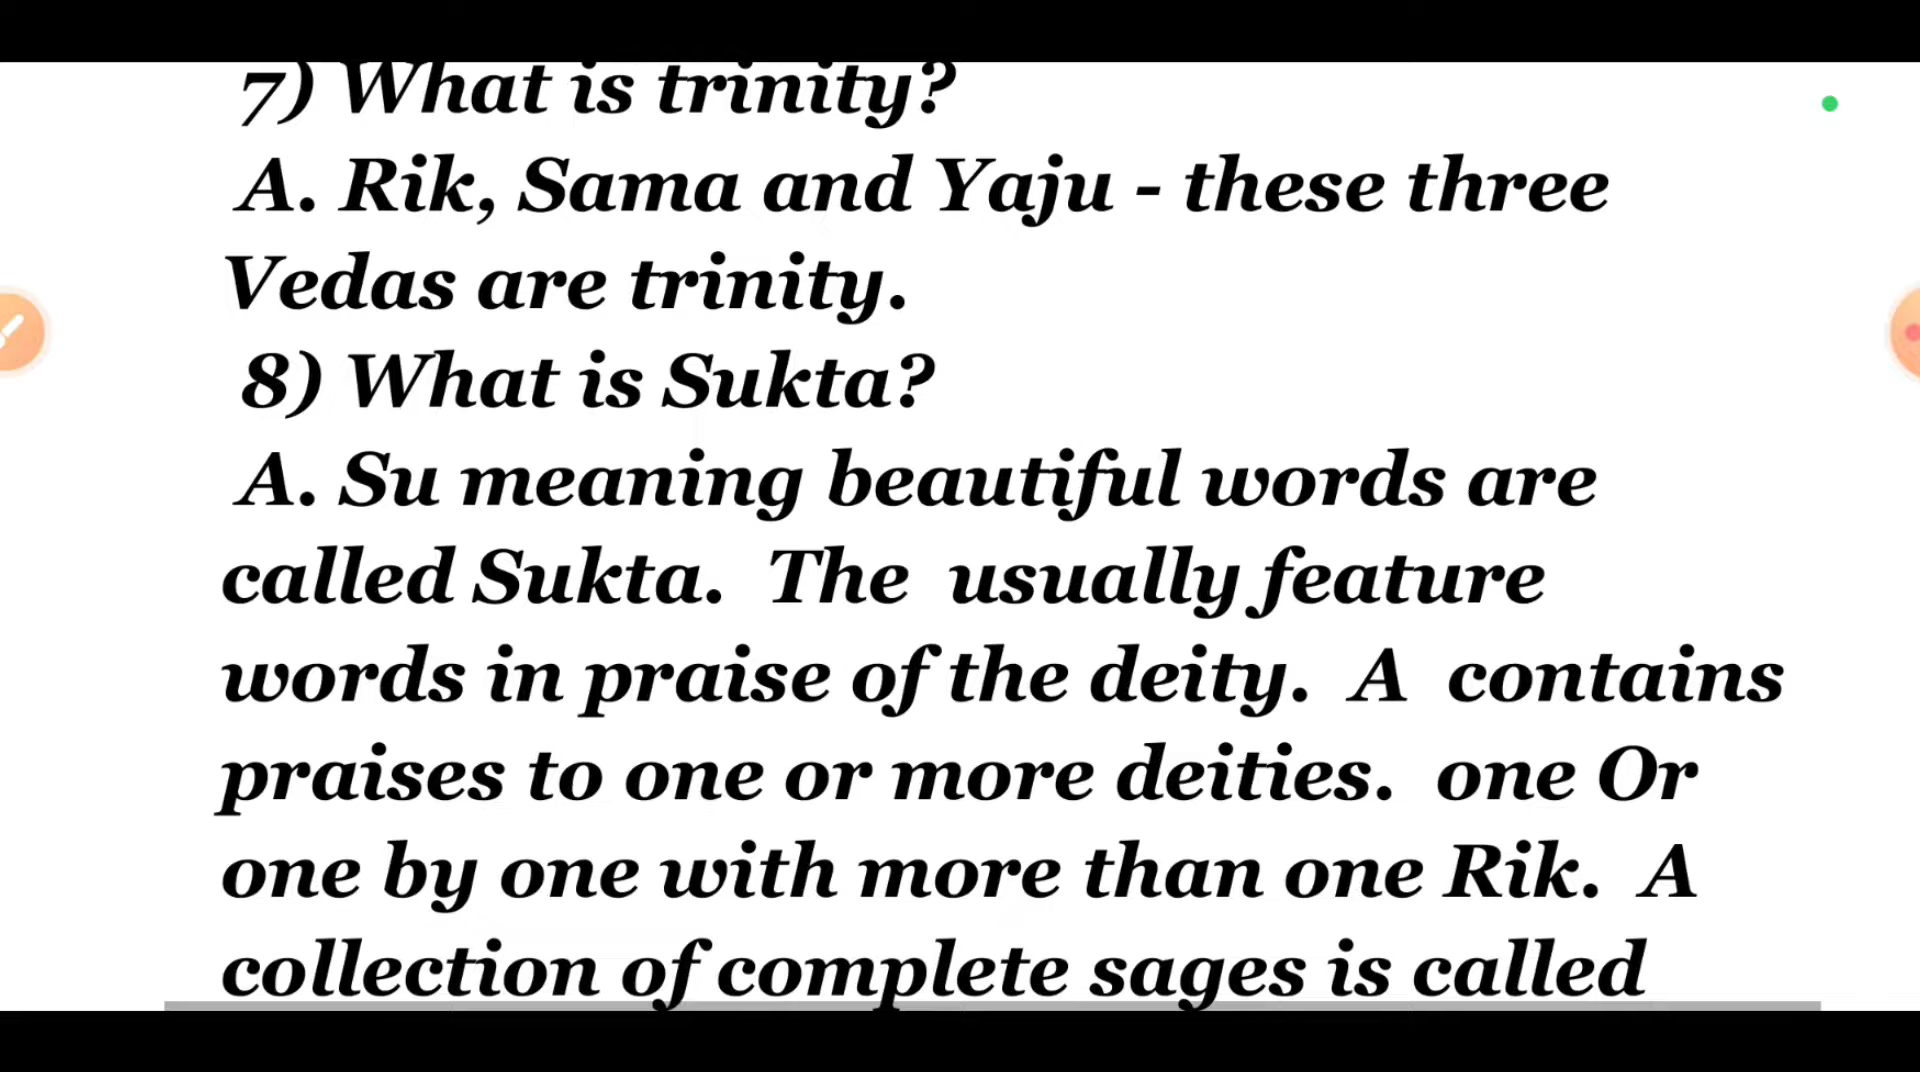 7) What is trinity?
A. Rik, Sama and Yaju - these three
Vedas are trinity.
8) What is Sukta?
A. Su meaning beautiful words are
called Sukta. The usually feature
words in praise of the deity. A contains
praises to one or more deities. one Or
one by one with more than one Rik. A
collection of complete sages is called